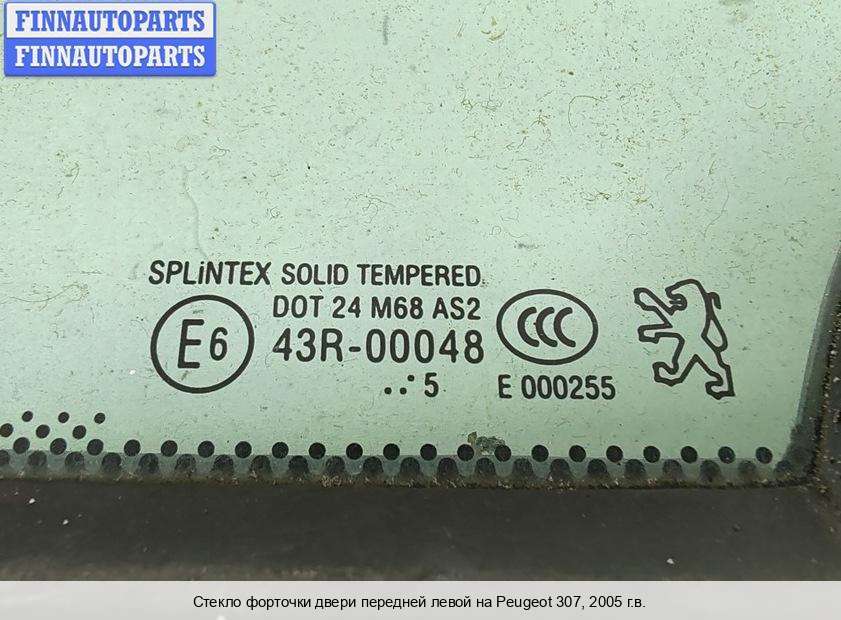 FINNAUTOPARTS
FINNAUTOPARTS
SPLiNTEX SOLID TEMPERED
DOT 24 M68 AS2
E6 43R-00048 CCC
..·5 E 000255
Стекло форточки двери передней левой на Peugeot 307, 2005 г.в.